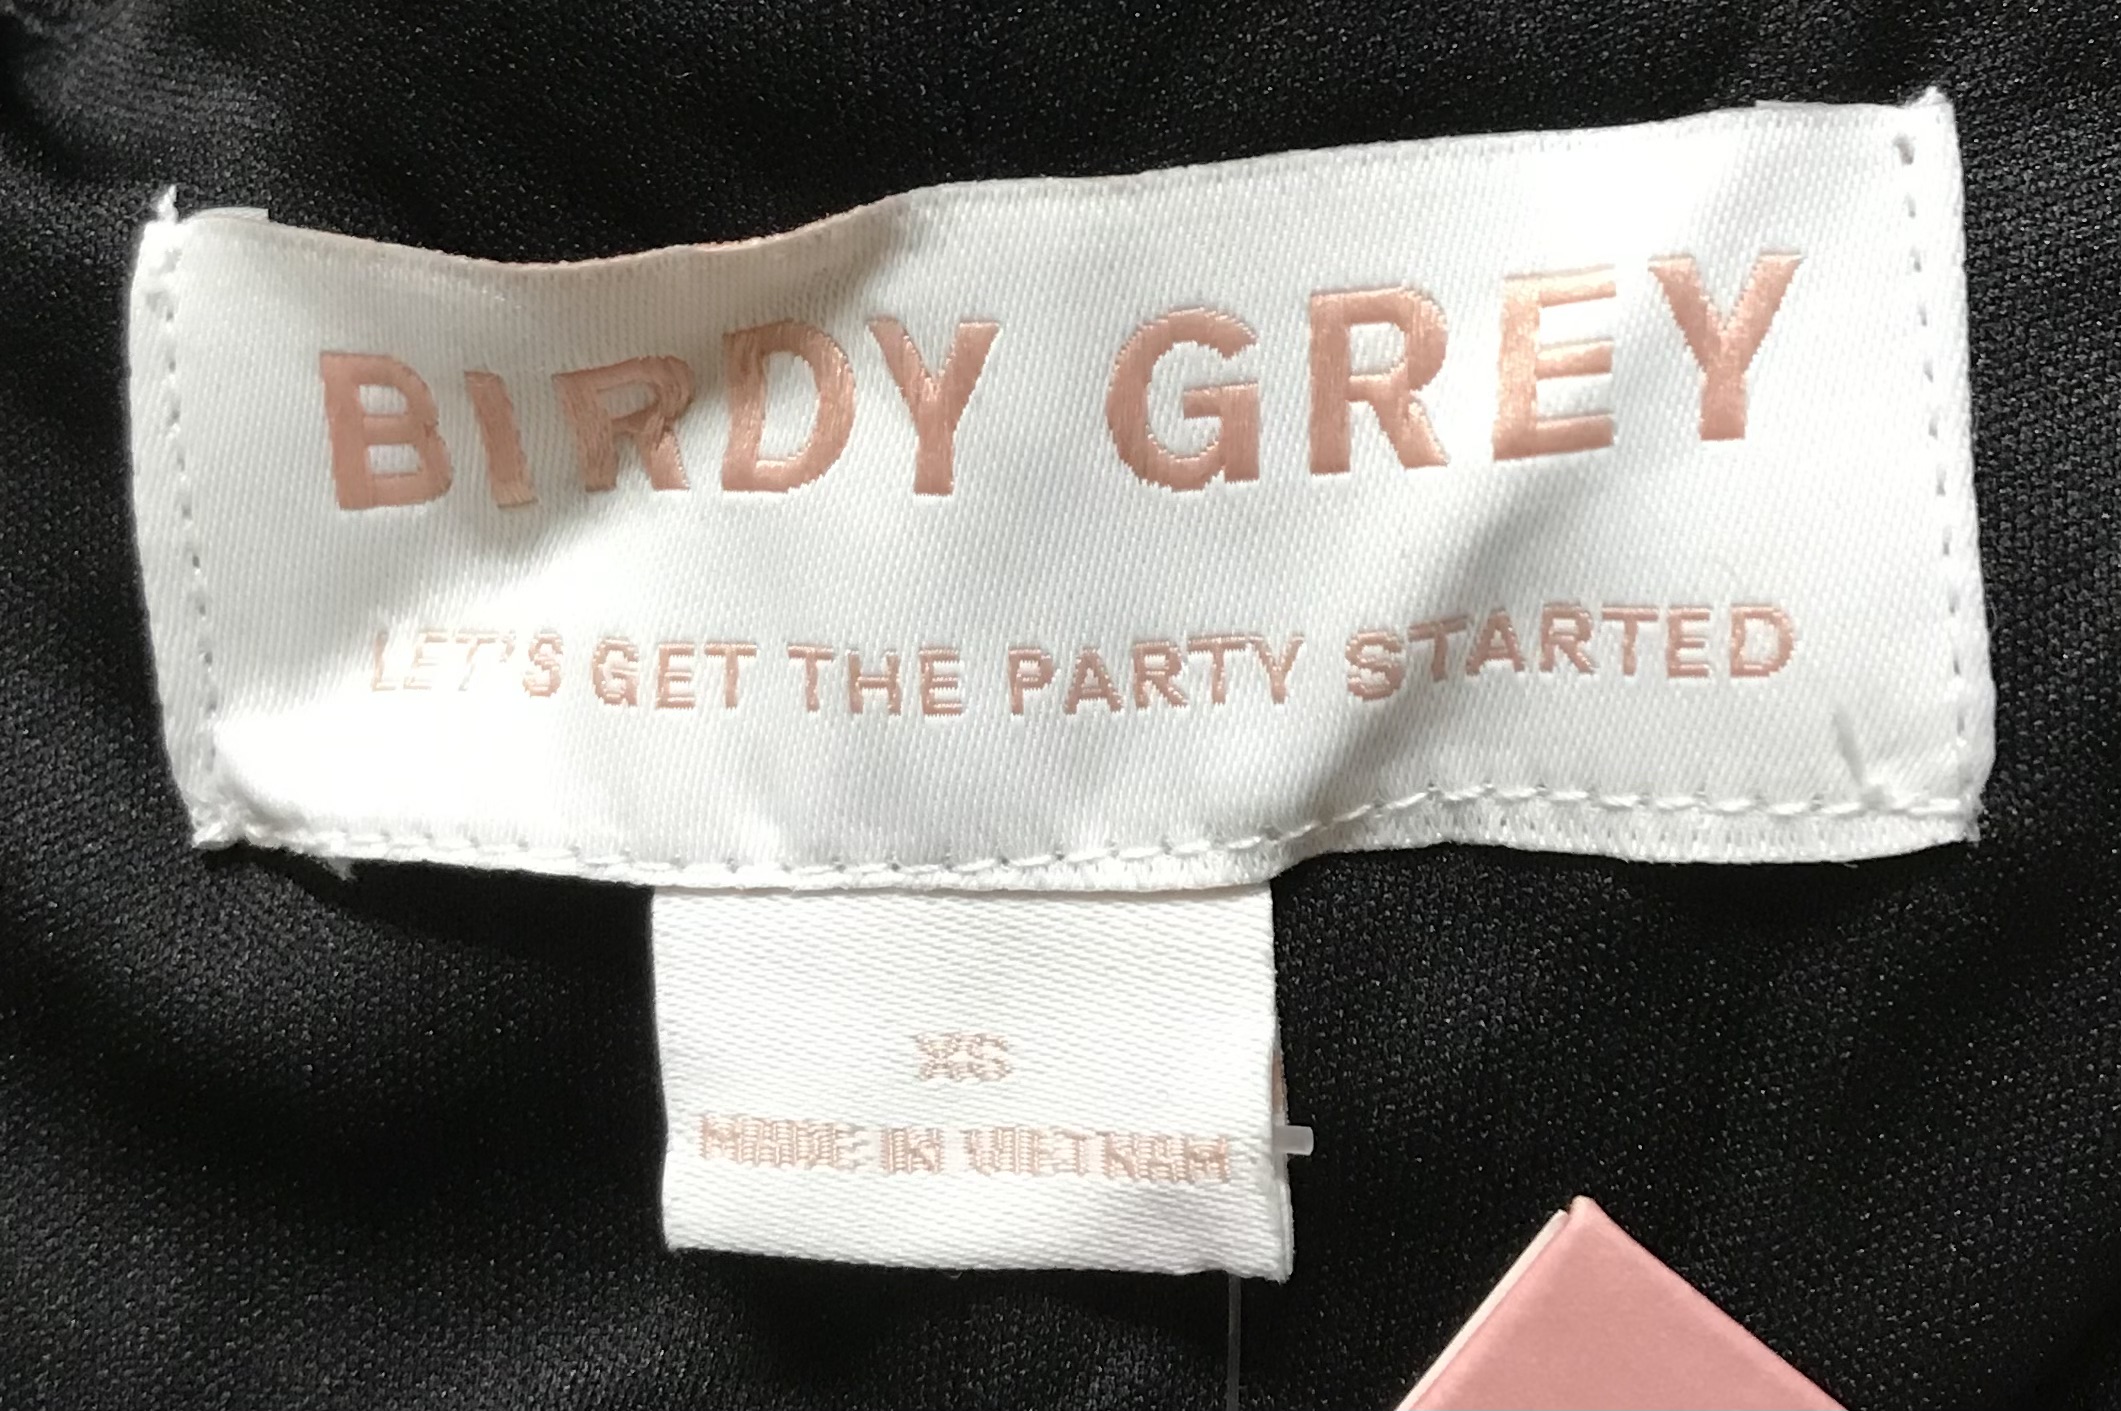 BIRDY GREY
LET'S GET THE PARTY STARTED
XS
MADE IN VIETNAM